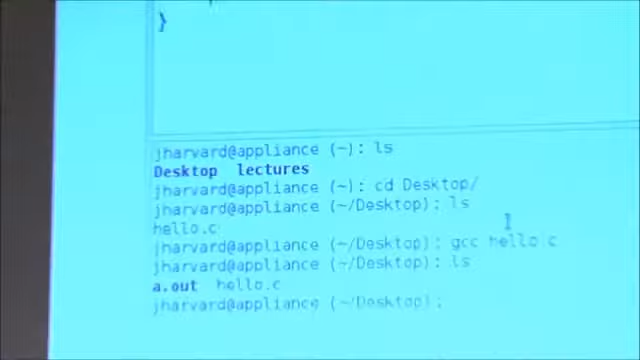 }
jharvard@appliance (~): ls
Desktop lectures
jharvard@appliance (~): cd Desktop/
jharvard@appliance (~/Desktop): ls
hello.c
jharvard@appliance (~/Desktop): gcc hello.c
jharvard@appliance (~/Desktop): ls
a.out hello.c
jharvard@appliance (~/Desktop):